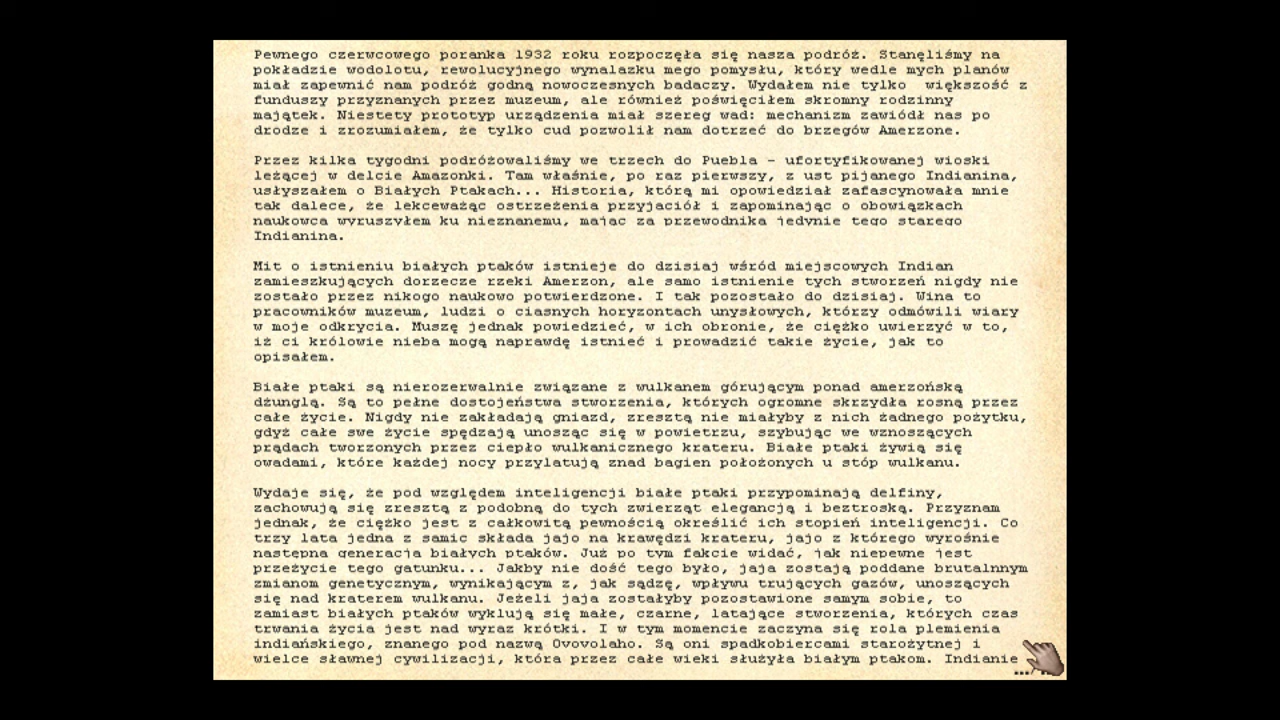 Pewnego czerwcowego poranka 1932 roku rozpoczęła się nasza podróż. Stanęliśmy na
pokładzie wodolotu, rewolucyjnego wynalazku mego pomysłu, który wedle mych planów
miał zapewnić nam podróż godną nowoczesnych badaczy. Wydałem nie tylko  większość z
funduszy przyznanych przez muzeum, ale również poświęciłem skromny rodzinny
majątek. Niestety prototyp urządzenia miał szereg wad: mechanizm zawiódł nas po
drodze i zrozumiałem, że tylko cud pozwolił nam dotrzeć do brzegów Amerzone.

Przez kilka tygodni podróżowaliśmy we trzech do Puebla - ufortyfikowanej wioski
leżącej w delcie Amazonki. Tam właśnie, po raz pierwszy, z ust pijanego Indianina,
usłyszałem o Białych Ptakach... Historia, którą mi opowiedział zafascynowała mnie
tak dalece, że lekceważąc ostrzeżenia przyjaciół i zapominając o obowiązkach
naukowca wyruszyłem ku nieznanemu, mając za przewodnika jedynie tego starego
Indianina.

Mit o istnieniu białych ptaków istnieje do dzisiaj wśród miejscowych Indian
zamieszkujących dorzecze rzeki Amerzon, ale samo istnienie tych stworzeń nigdy nie
zostało przez nikogo naukowo potwierdzone. I tak pozostało do dzisiaj. Wina to
pracowników muzeum, ludzi o ciasnych horyzontach unysłowych, którzy odmówili wiary
w moje odkrycia. Muszę jednak powiedzieć, w ich obronie, że ciężko uwierzyć w to,
iż ci królowie nieba mogą naprawdę istnieć i prowadzić takie życie, jak to
opisałem.

Białe ptaki są nierozerwalnie związane z wulkanem górującym ponad amerzońską
dżunglą. Są to pełne dostojeństwa stworzenia, których ogromne skrzydła rosną przez
całe życie. Nigdy nie zakładają gniazd, zresztą nie miałyby z nich żadnego pożytku,
gdyż całe swe życie spędzają unosząc się w powietrzu, szybując we wznoszących
prądach tworzonych przez ciepło wulkanicznego krateru. Białe ptaki żywią się
owadami, które każdej nocy przylatują znad bagien położonych u stóp wulkanu.

Wydaje się, że pod względem inteligencji białe ptaki przypominają delfiny,
zachowują się zresztą z podobną do tych zwierząt elegancją i beztroską. Przyznam
jednak, że ciężko jest z całkowitą pewnością określić ich stopień inteligencji. Co
trzy lata jedna z samic składa jajo na krawędzi krateru, jajo z którego wyrośnie
następna generacja białych ptaków. Już po tym fakcie widać, jak niepewne jest
przeżycie tego gatunku... Jakby nie dość tego było, jaja zostają poddane brutalnnym
zmianom genetycznym, wynikającym z, jak sądzę, wpływu trujących gazów, unoszących
się nad kraterem wulkanu. Jeżeli jaja zostałyby pozostawione samym sobie, to
zamiast białych ptaków wyklują się małe, czarne, latające stworzenia, których czas
trwania życia jest nad wyraz krótki. I w tym momencie zaczyna się rola plemienia
indiańskiego, znanego pod nazwą Ovovolaho. Są oni spadkobiercami starożytnej i
wielce sławnej cywilizacji, która przez całe wieki służyła białym ptakom. Indianie